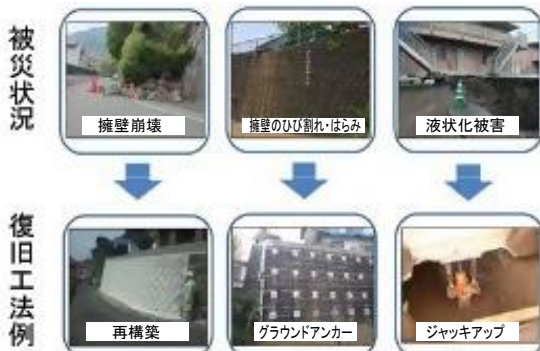 被災状況
擁壁崩壊
擁壁のひび割れ・はらみ
液状化被害
復旧工法例
再構築
グラウンドアンカー
ジャッキアップ